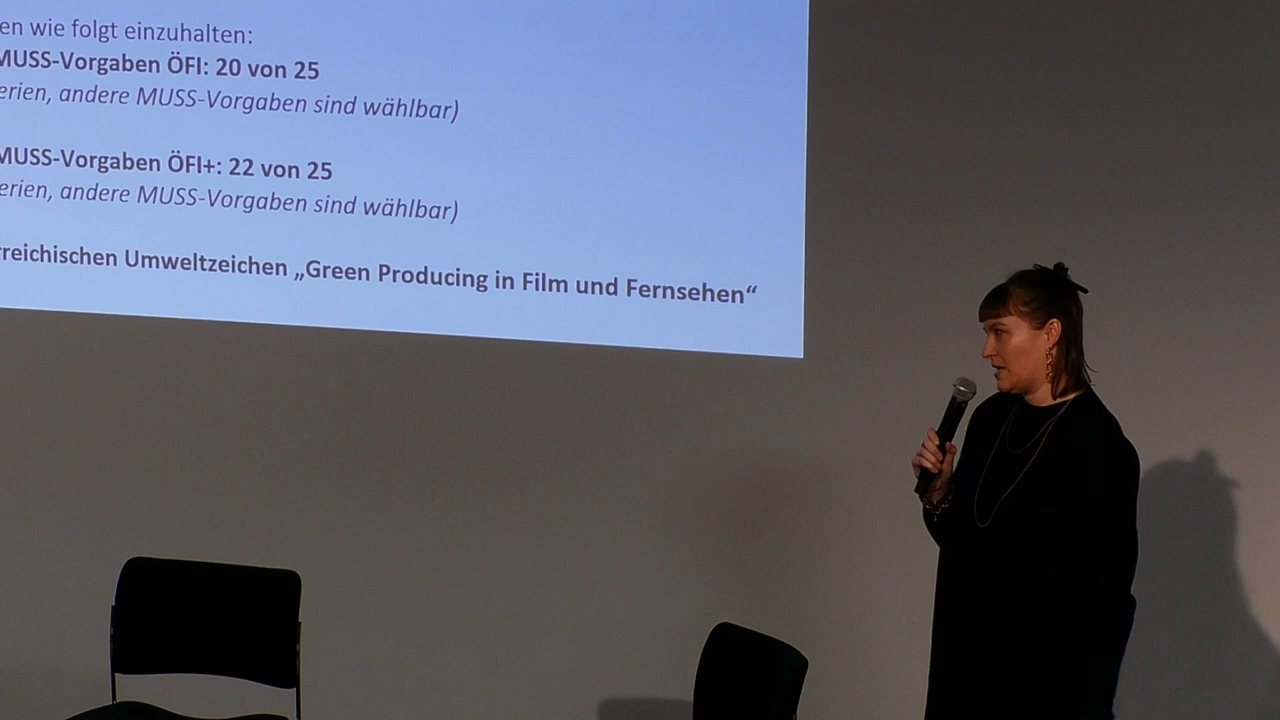 en wie folgt einzuhalten:
MUSS-Vorgaben ÖFI: 20 von 25
erien, andere MUSS-Vorgaben sind wählbar)
MUSS-Vorgaben ÖFI+: 22 von 25
erien, andere MUSS-Vorgaben sind wählbar)
rreichischen Umweltzeichen „Green Producing in Film und Fernsehen“